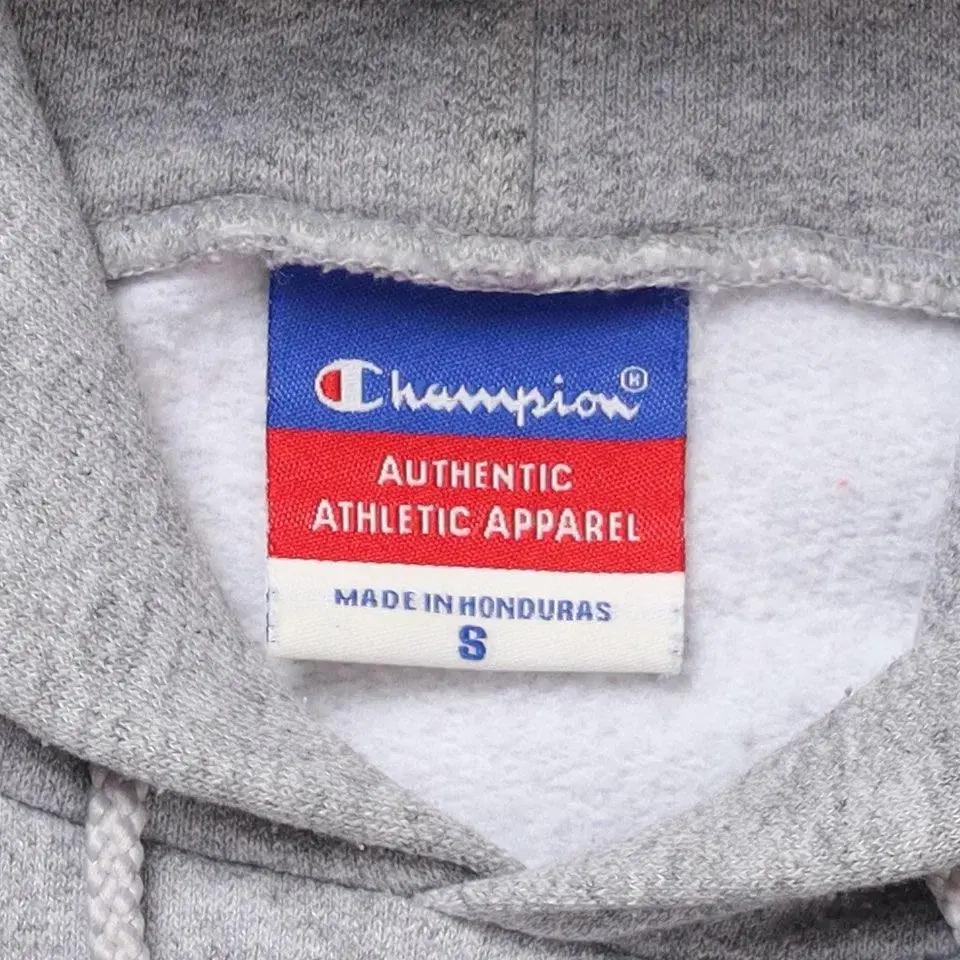 Champion®
AUTHENTIC
ATHLETIC APPAREL
MADE IN HONDURAS
S